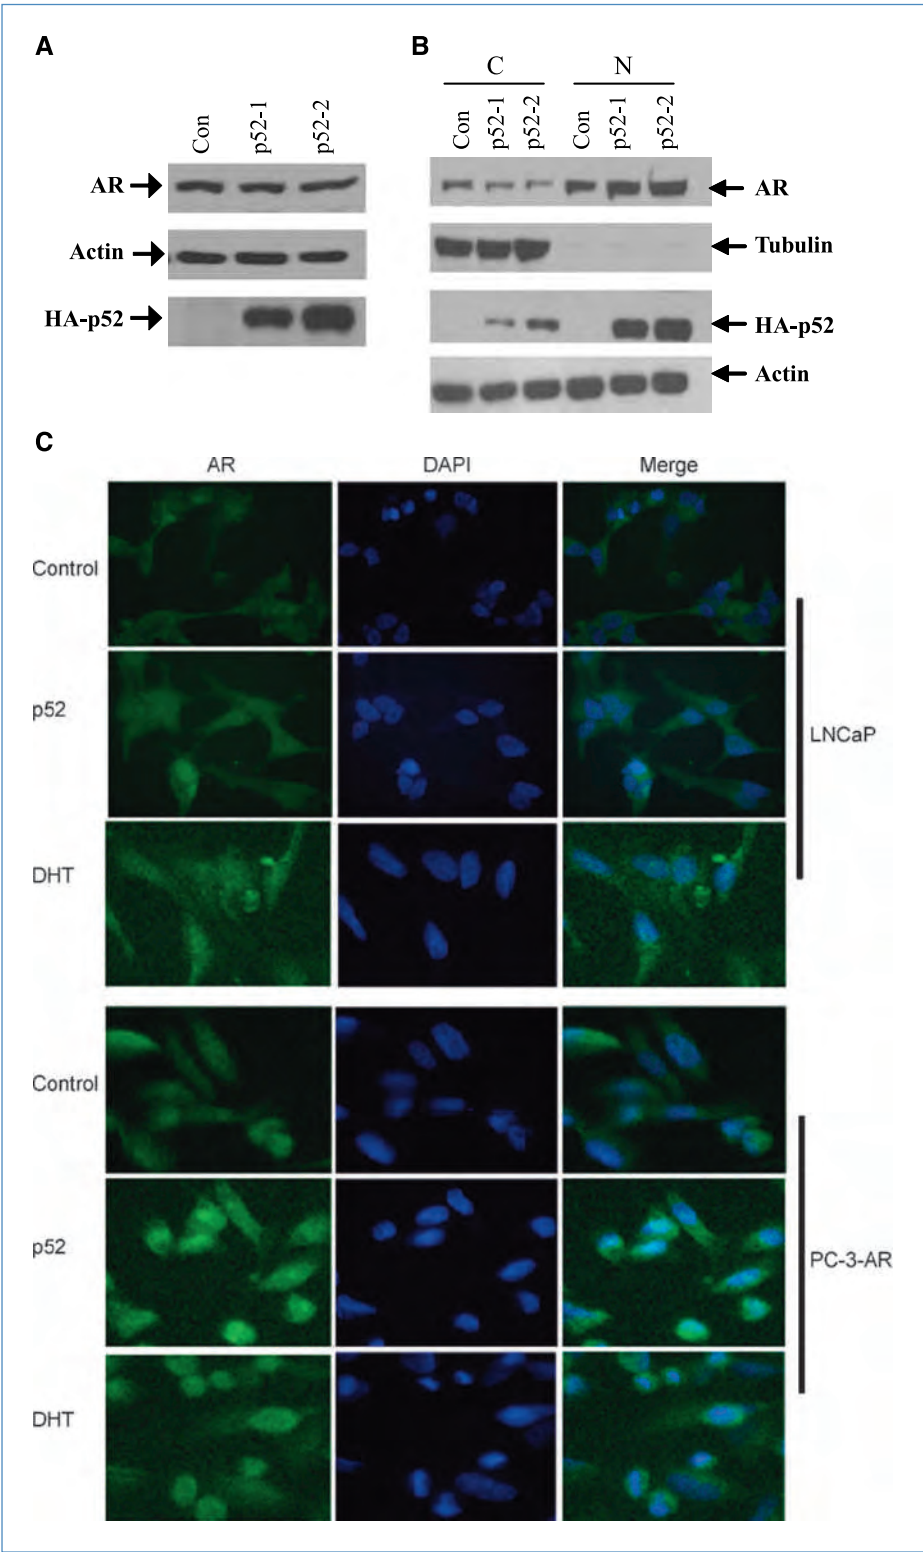 A
Con
p52-1
p52-2
AR
Actin
HA-p52
B
C
N
Con
p52-1
p52-2
Con
p52-1
p52-2
AR
Tubulin
HA-p52
Actin
C
AR
DAPI
Merge
Control
p52
DHT
LNCaP
Control
p52
DHT
PC-3-AR